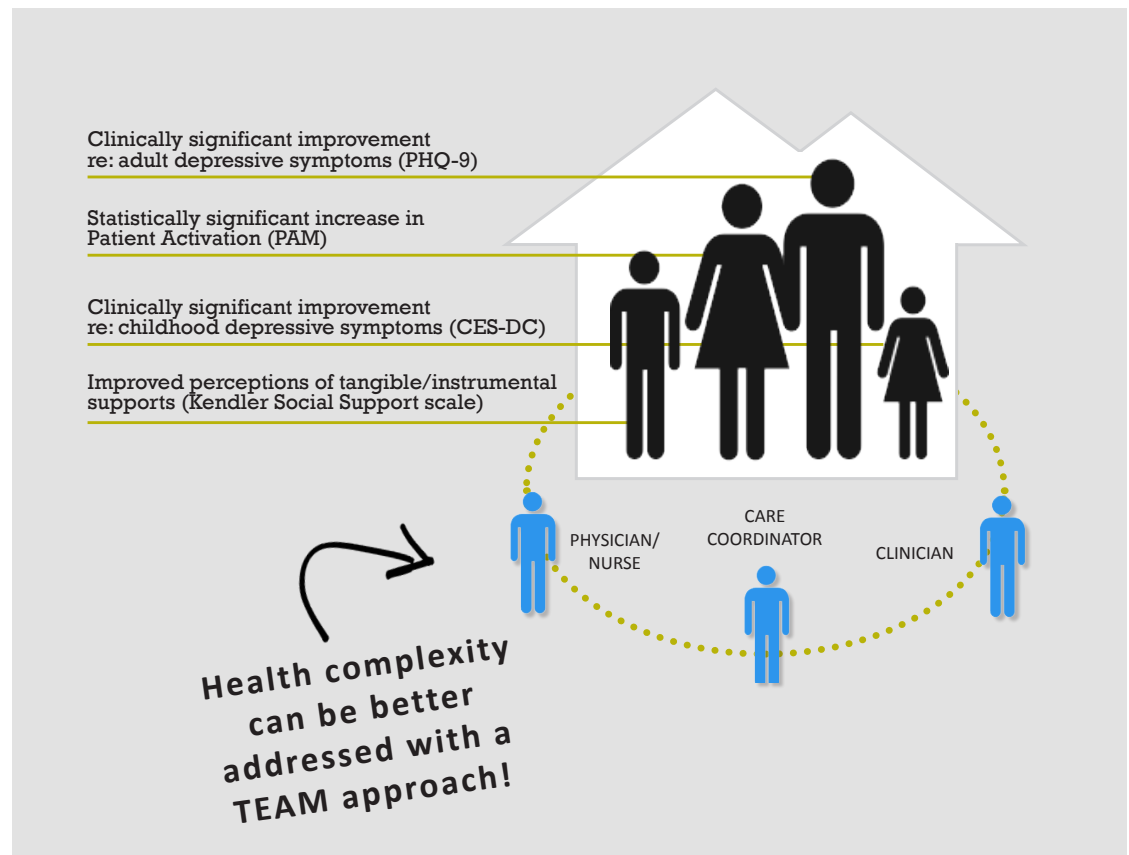 Clinically significant improvement
re: adult depressive symptoms (PHQ-9)
Statistically significant increase in
Patient Activation (PAM)
Clinically significant improvement
re: childhood depressive symptoms (CES-DC)
Improved perceptions of tangible/instrumental
supports (Kendler Social Support scale)
PHYSICIAN/
NURSE
CARE
COORDINATOR
CLINICIAN
Health complexity
can be better
addressed with a
TEAM approach!